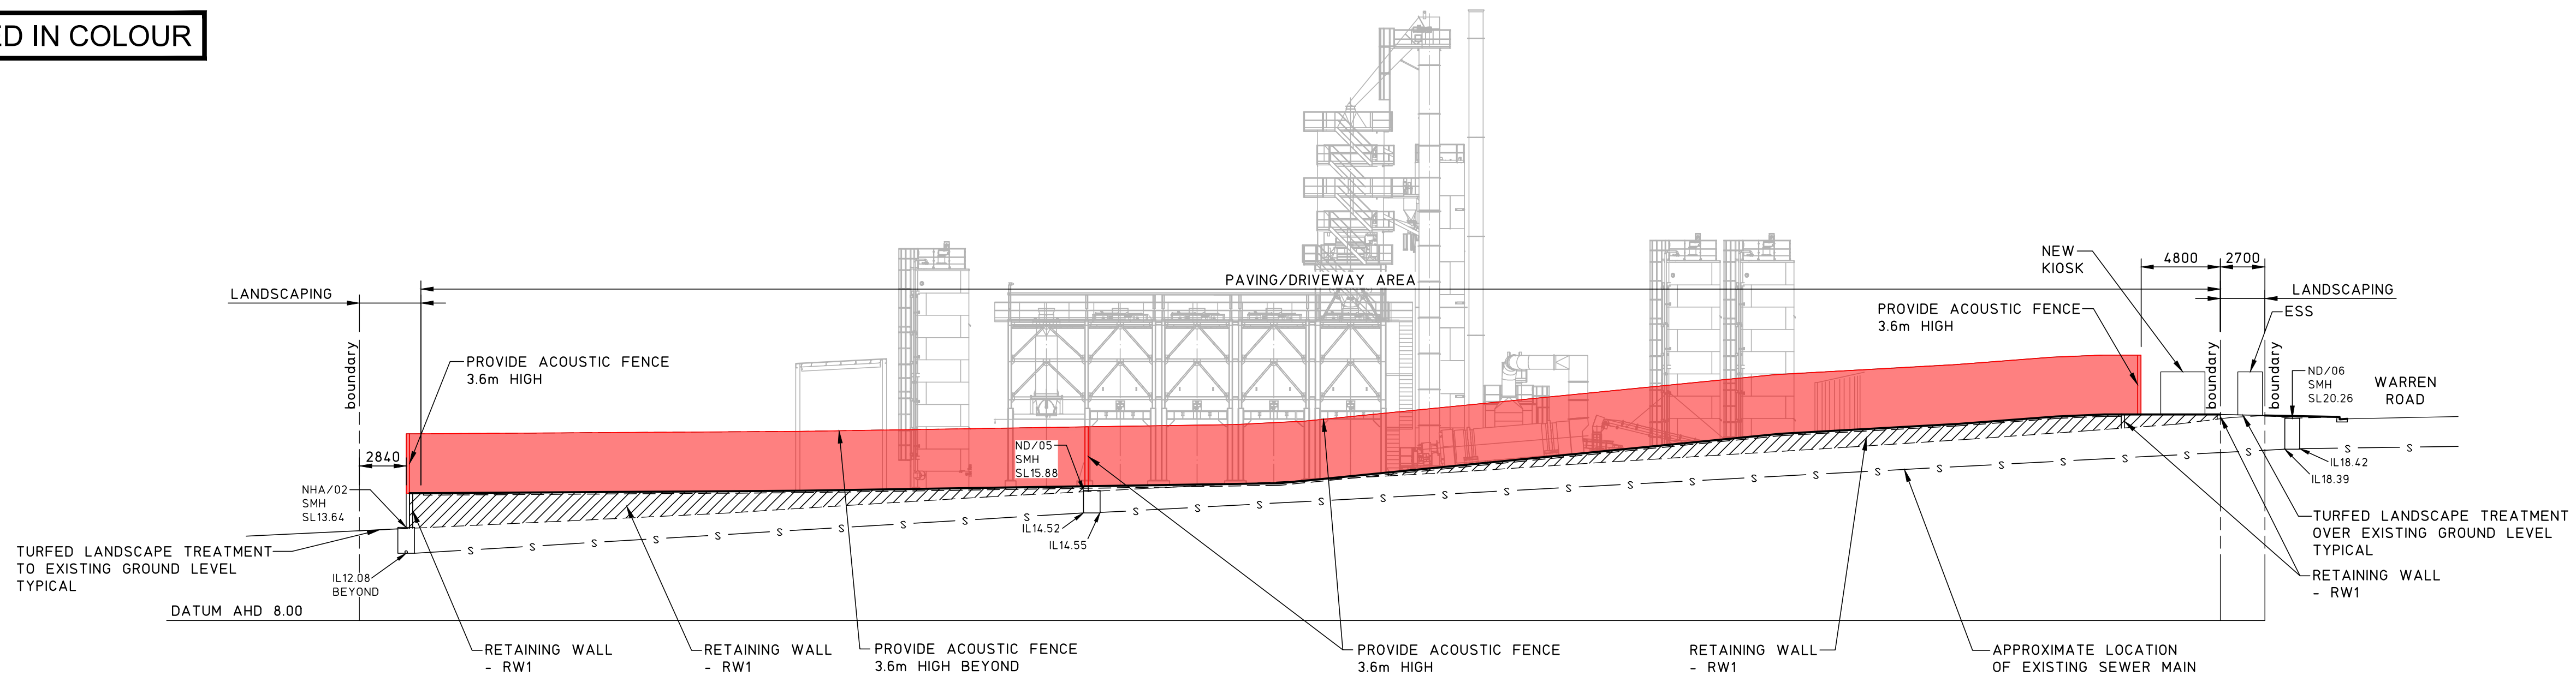 ED IN COLOUR
LANDSCAPING
PAVING/DRIVEWAY AREA
NEW
KIOSK
4800
2700
LANDSCAPING
ESS
PROVIDE ACOUSTIC FENCE
3.6m HIGH
boundary
PROVIDE ACOUSTIC FENCE
3.6m HIGH
boundary
boundary
ND/06
SMH
SL20.26
WARREN
ROAD
2840
NHA/02
SMH
SL13.64
ND/05
SMH
SL15.88
IL14.52
IL14.55
IL18.42
IL18.39
S S S S S S S S S S S S S S S S S S S S S S S S S S S S S S
TURFED LANDSCAPE TREATMENT
TO EXISTING GROUND LEVEL
TYPICAL
IL12.08
BEYOND
TURFED LANDSCAPE TREATMENT
OVER EXISTING GROUND LEVEL
TYPICAL
RETAINING WALL
- RW1
DATUM AHD 8.00
RETAINING WALL
- RW1
RETAINING WALL
- RW1
PROVIDE ACOUSTIC FENCE
3.6m HIGH BEYOND
PROVIDE ACOUSTIC FENCE
3.6m HIGH
RETAINING WALL
- RW1
APPROXIMATE LOCATION
OF EXISTING SEWER MAIN